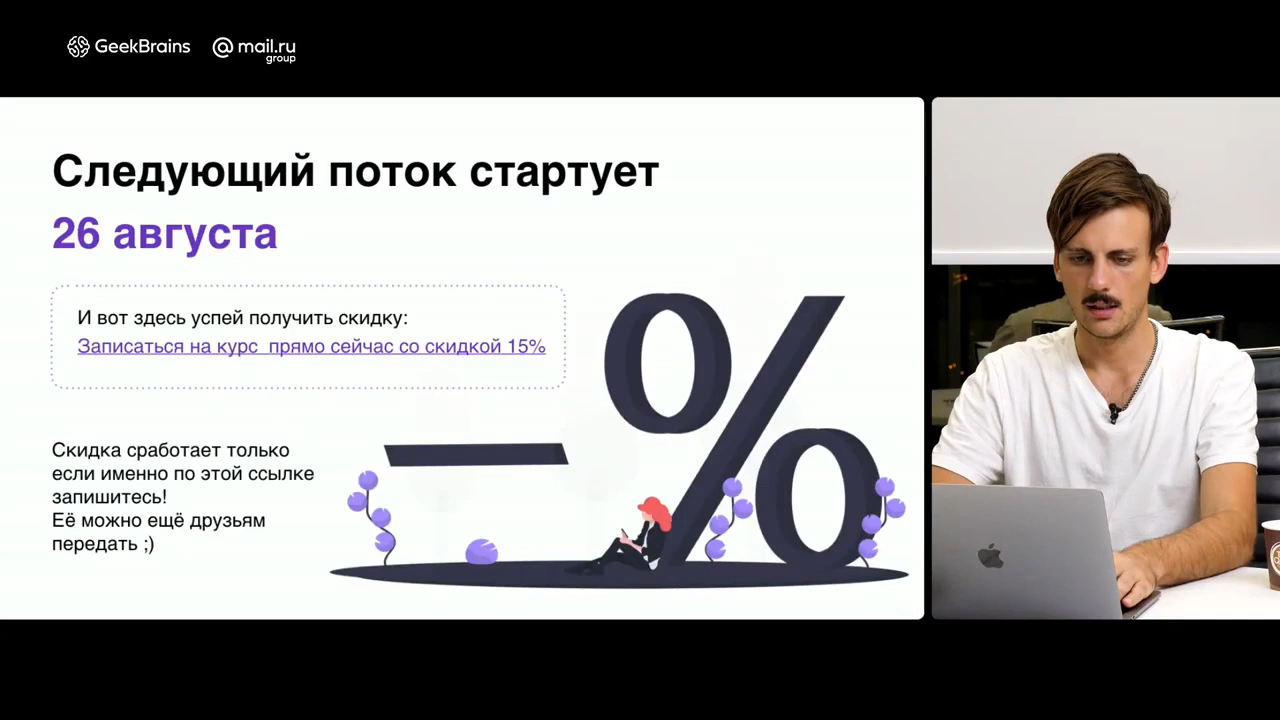 GeekBrains
@mail.ru
group
Следующий поток стартует
26 августа
И вот здесь успей получить скидку:
Записаться на курс прямо сейчас со скидкой 15%
Скидка сработает только
если именно по этой ссылке
запишитесь!
Её можно ещё друзьям
передать ;)
−%